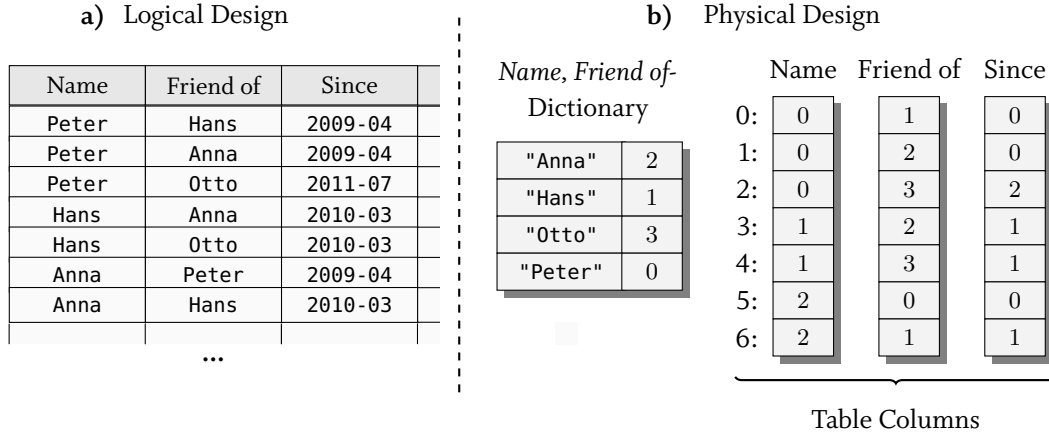 a) Logical Design
Name Friend of Since
Peter Hans 2009-04
Peter Anna 2009-04
Peter Otto 2011-07
Hans Anna 2010-03
Hans Otto 2010-03
Anna Peter 2009-04
Anna Hans 2010-03
...
b) Physical Design
Name, Friend of-
Dictionary
"Anna" 2
"Hans" 1
"Otto" 3
"Peter" 0
Name Friend of Since
0: 0 1 0
1: 0 2 0
2: 0 3 2
3: 1 2 1
4: 1 3 1
5: 2 0 0
6: 2 1 1
Table Columns